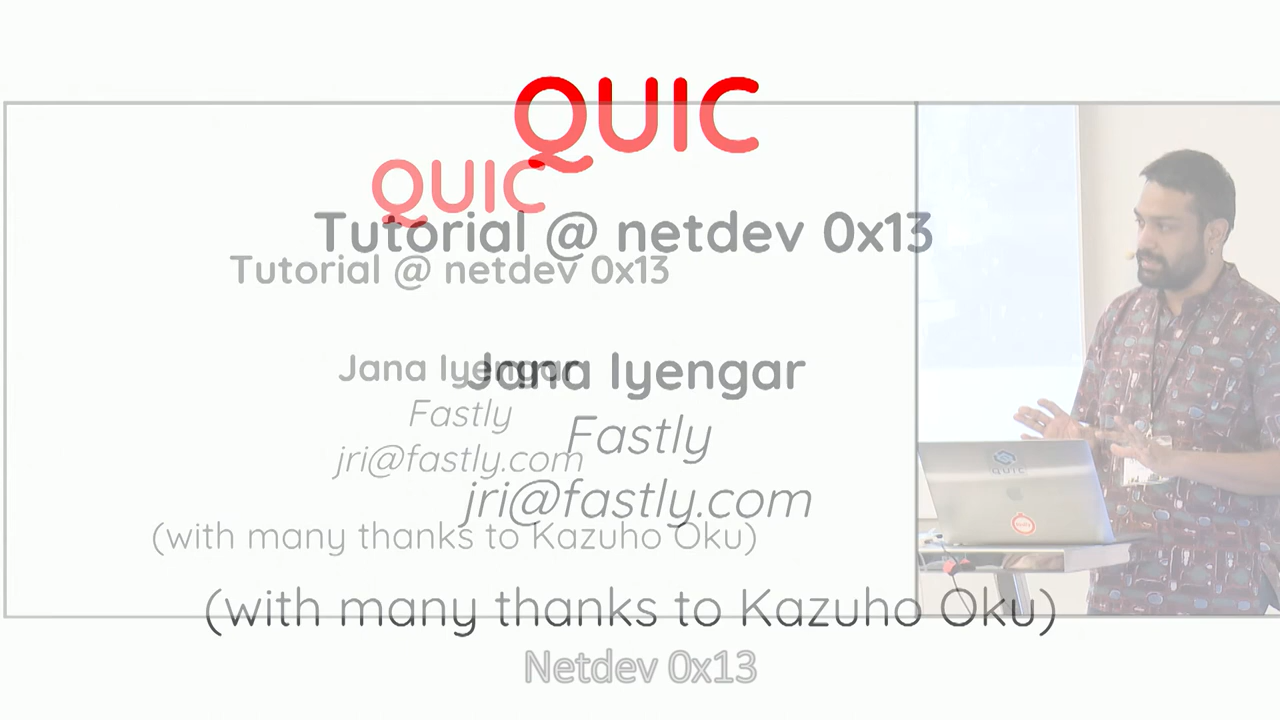 QUIC
Tutorial @ netdev 0x13
Jana Iyengar
Fastly
jri@fastly.com
(with many thanks to Kazuho Oku)
QUIC
Tutorial @ netdev 0x13
Jana Iyengar
Fastly
jri@fastly.com
(with many thanks to Kazuho Oku)
Netdev 0x13
QUIC